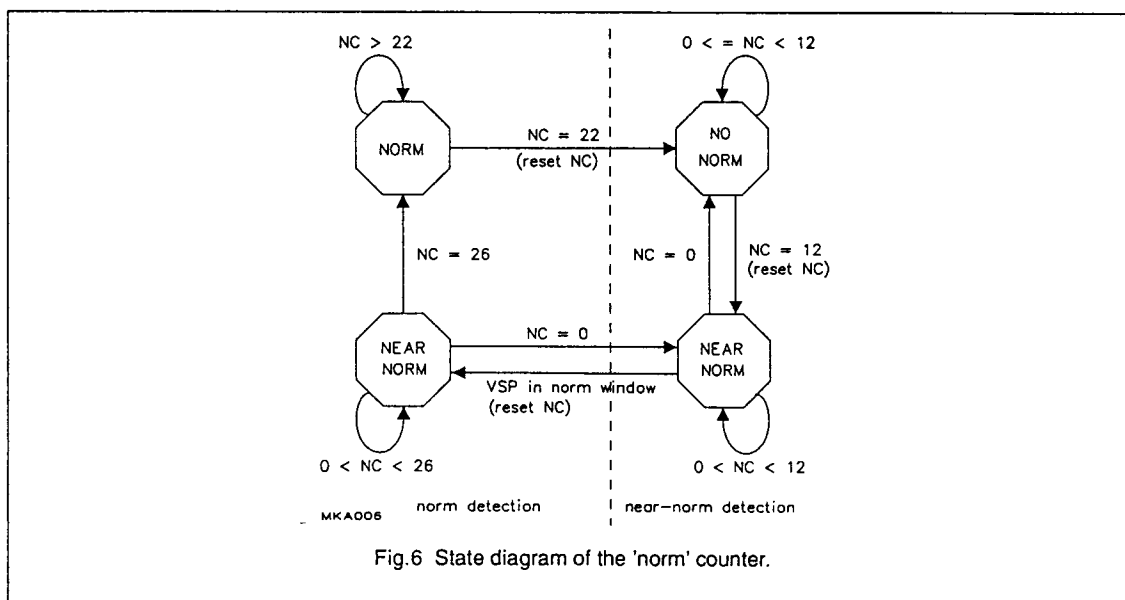 NC > 22
0 < = NC < 12
NORM
NC = 22
(reset NC)
NO
NORM
NC = 26
NC = 0
NC = 12
(reset NC)
NEAR
NORM
NC = 0
VSP in norm window
(reset NC)
NEAR
NORM
0 < NC < 26
0 < NC < 12
MKA006
norm detection
near-norm detection
Fig.6 State diagram of the 'norm' counter.